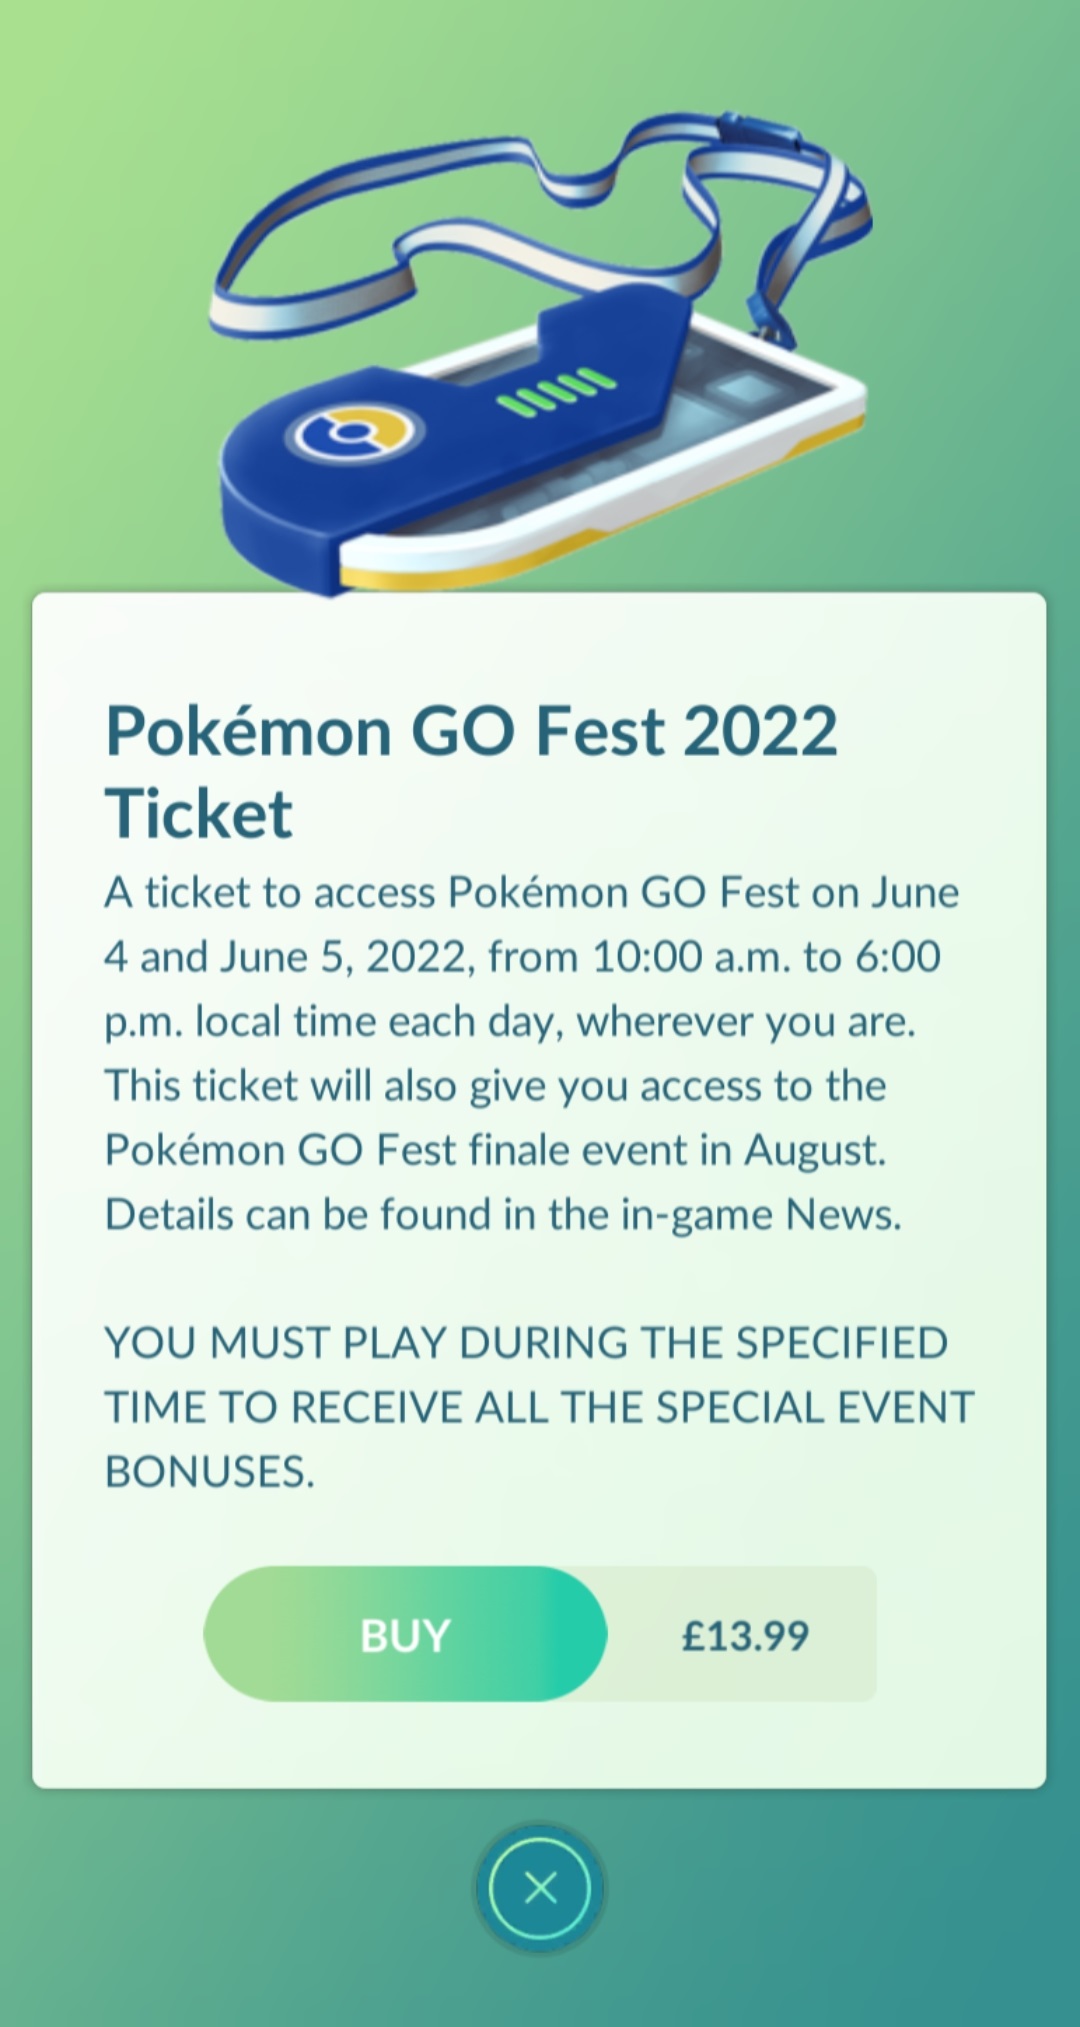 Pokémon GO Fest 2022
Ticket
A ticket to access Pokémon GO Fest on June
4 and June 5, 2022, from 10:00 a.m. to 6:00
p.m. local time each day, wherever you are.
This ticket will also give you access to the
Pokémon GO Fest finale event in August.
Details can be found in the in-game News.
YOU MUST PLAY DURING THE SPECIFIED
TIME TO RECEIVE ALL THE SPECIAL EVENT
BONUSES.
BUY £13.99